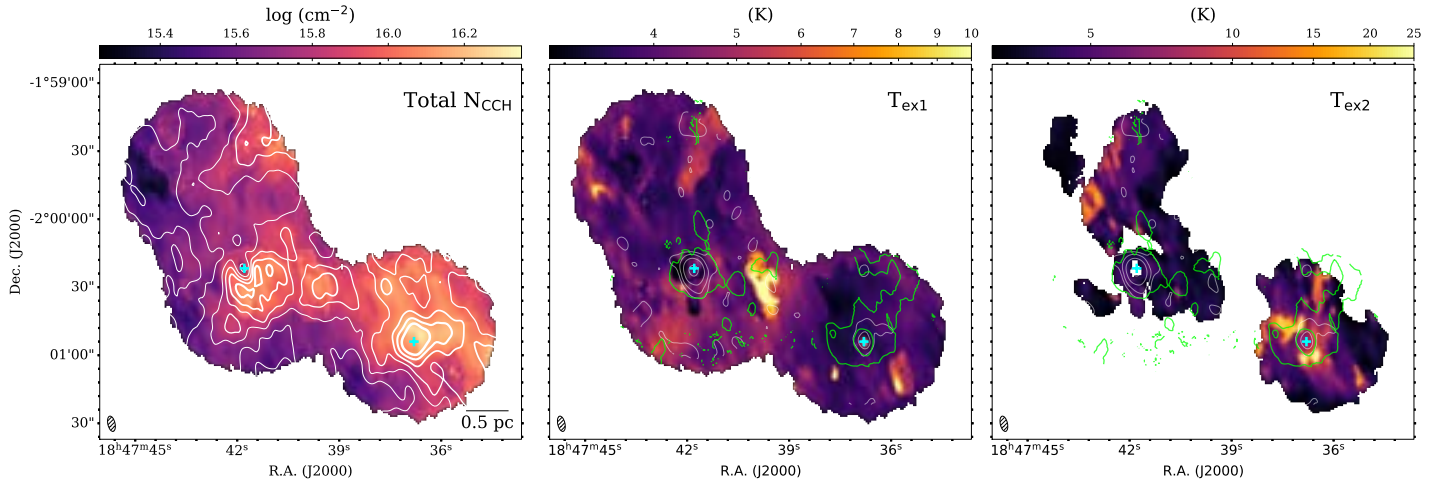 log (cm⁻²)
15.4 15.6 15.8 16.0 16.2
Total N_CCH
-1°59'00"
30"
-2°00'00"
30"
01'00"
30"
Dec. (J2000)
0.5 pc
18ʰ47ᵐ45ˢ 42ˢ 39ˢ 36ˢ
R.A. (J2000)
(K)
4 5 6 7 8 9 10
T_ex1
18ʰ47ᵐ45ˢ 42ˢ 39ˢ 36ˢ
R.A. (J2000)
(K)
5 10 15 20 25
T_ex2
18ʰ47ᵐ45ˢ 42ˢ 39ˢ 36ˢ
R.A. (J2000)